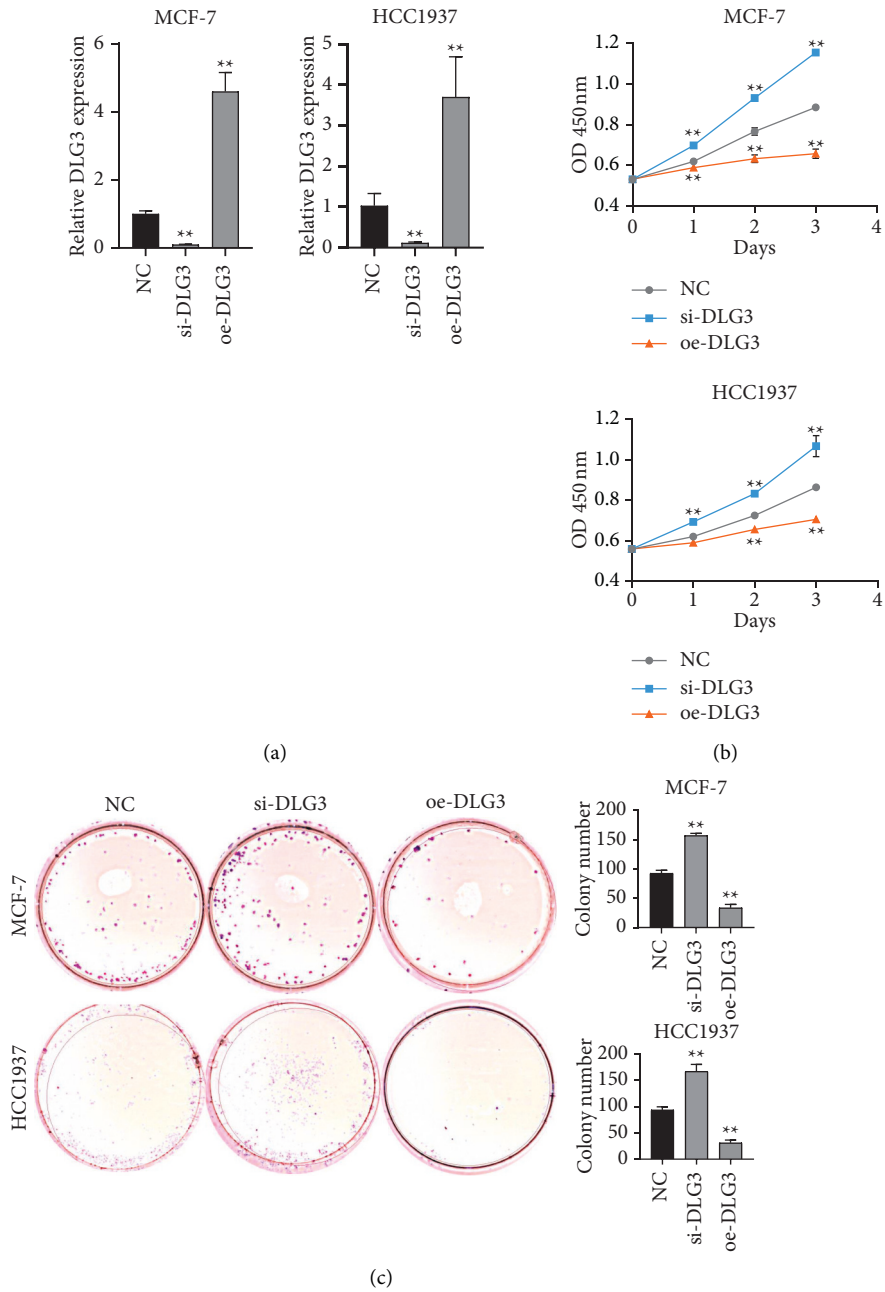 MCF-7
Relative DLG3 expression
6
4
2
0
**
**
NC
si-DLG3
oe-DLG3
HCC1937
Relative DLG3 expression
5
4
3
2
1
0
**
**
NC
si-DLG3
oe-DLG3
(a)
MCF-7
OD 450 nm
1.2
1.0
0.8
0.6
0.4
**
**
**
**
**
**
0 1 2 3 4
Days
NC
si-DLG3
oe-DLG3
HCC1937
OD 450 nm
1.2
1.0
0.8
0.6
0.4
**
**
**
**
**
0 1 2 3 4
Days
NC
si-DLG3
oe-DLG3
(b)
NC si-DLG3 oe-DLG3
MCF-7
HCC1937
MCF-7
Colony number
200
150
100
50
0
**
**
NC
si-DLG3
oe-DLG3
HCC1937
Colony number
200
150
100
50
0
**
**
NC
si-DLG3
oe-DLG3
(c)